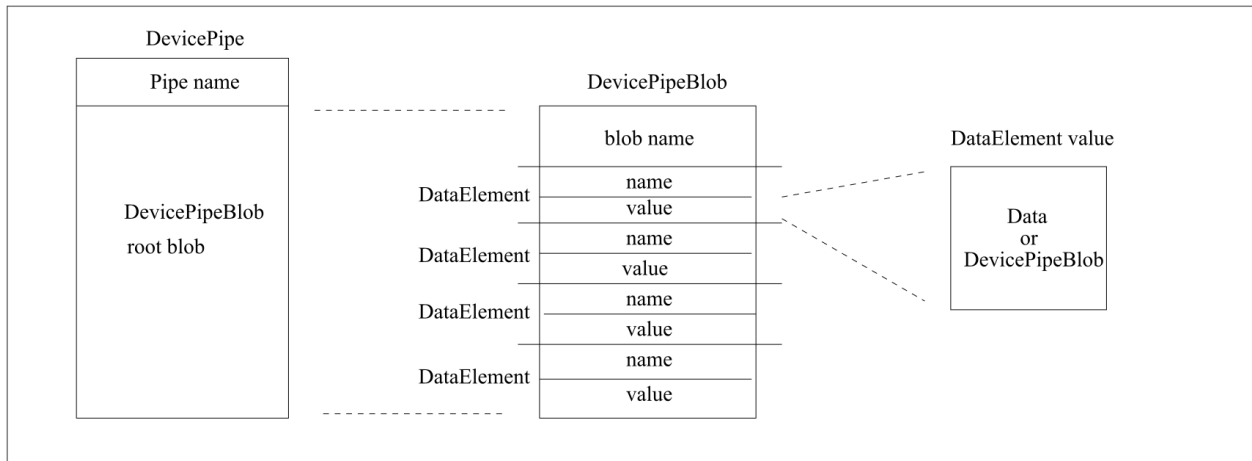 DevicePipe
Pipe name
DevicePipeBlob
root blob
DevicePipeBlob
blob name
DataElement
name
value
DataElement
name
value
DataElement
name
value
DataElement
name
value
DataElement value
Data
or
DevicePipeBlob